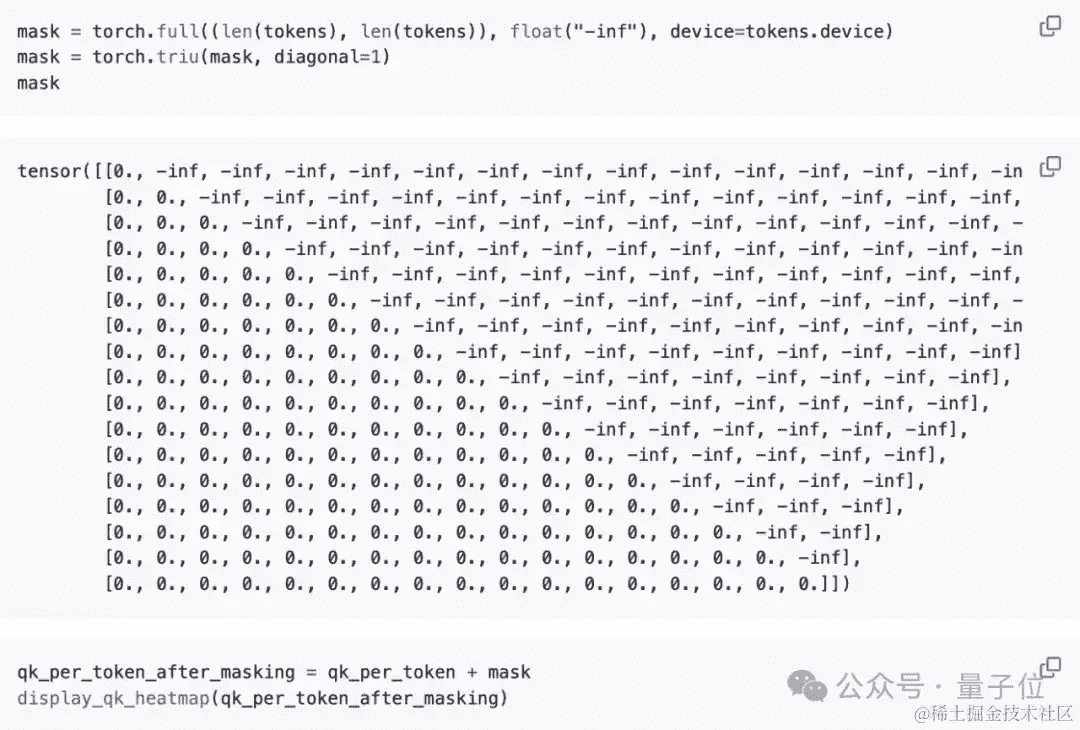 mask = torch.full((len(tokens), len(tokens)), float("-inf"), device=tokens.device)
mask = torch.triu(mask, diagonal=1)
mask
tensor([[0., -inf, -inf, -inf, -inf, -inf, -inf, -inf, -inf, -inf, -inf, -inf, -inf, -inf, -in
[0., 0., -inf, -inf, -inf, -inf, -inf, -inf, -inf, -inf, -inf, -inf, -inf, -inf, -inf,
[0., 0., 0., -inf, -inf, -inf, -inf, -inf, -inf, -inf, -inf, -inf, -inf, -inf, -inf, -
[0., 0., 0., 0., -inf, -inf, -inf, -inf, -inf, -inf, -inf, -inf, -inf, -inf, -inf, -in
[0., 0., 0., 0., 0., -inf, -inf, -inf, -inf, -inf, -inf, -inf, -inf, -inf, -inf, -inf,
[0., 0., 0., 0., 0., 0., -inf, -inf, -inf, -inf, -inf, -inf, -inf, -inf, -inf, -inf, -
[0., 0., 0., 0., 0., 0., 0., -inf, -inf, -inf, -inf, -inf, -inf, -inf, -inf, -inf, -in
[0., 0., 0., 0., 0., 0., 0., 0., -inf, -inf, -inf, -inf, -inf, -inf, -inf, -inf, -inf]
[0., 0., 0., 0., 0., 0., 0., 0., 0., -inf, -inf, -inf, -inf, -inf, -inf, -inf, -inf],
[0., 0., 0., 0., 0., 0., 0., 0., 0., 0., -inf, -inf, -inf, -inf, -inf, -inf, -inf],
[0., 0., 0., 0., 0., 0., 0., 0., 0., 0., 0., -inf, -inf, -inf, -inf, -inf, -inf],
[0., 0., 0., 0., 0., 0., 0., 0., 0., 0., 0., 0., -inf, -inf, -inf, -inf, -inf],
[0., 0., 0., 0., 0., 0., 0., 0., 0., 0., 0., 0., 0., -inf, -inf, -inf, -inf],
[0., 0., 0., 0., 0., 0., 0., 0., 0., 0., 0., 0., 0., 0., -inf, -inf, -inf],
[0., 0., 0., 0., 0., 0., 0., 0., 0., 0., 0., 0., 0., 0., 0., -inf, -inf],
[0., 0., 0., 0., 0., 0., 0., 0., 0., 0., 0., 0., 0., 0., 0., 0., -inf],
[0., 0., 0., 0., 0., 0., 0., 0., 0., 0., 0., 0., 0., 0., 0., 0., 0.]])
qk_per_token_after_masking = qk_per_token + mask
display_qk_heatmap(qk_per_token_after_masking)
公众号 · 量子位
@稀土掘金技术社区